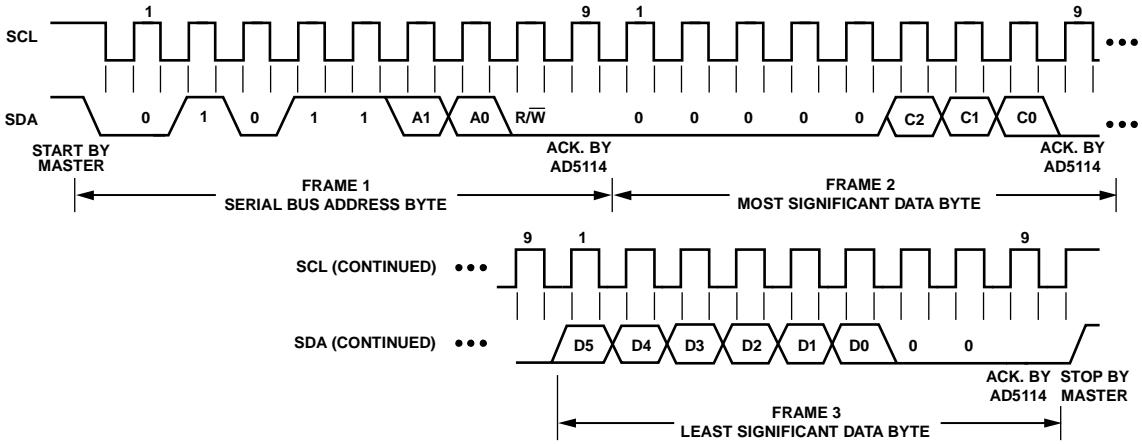 1 9 1 9
SCL
SDA 0 1 0 1 1 A1 A0 R/W̅ 0 0 0 0 0 C2 C1 C0
START BY
MASTER
ACK. BY
AD5114
ACK. BY
AD5114
FRAME 1
SERIAL BUS ADDRESS BYTE
FRAME 2
MOST SIGNIFICANT DATA BYTE
9 1 9
SCL (CONTINUED)
SDA (CONTINUED) D5 D4 D3 D2 D1 D0 0 0
ACK. BY
AD5114
STOP BY
MASTER
FRAME 3
LEAST SIGNIFICANT DATA BYTE